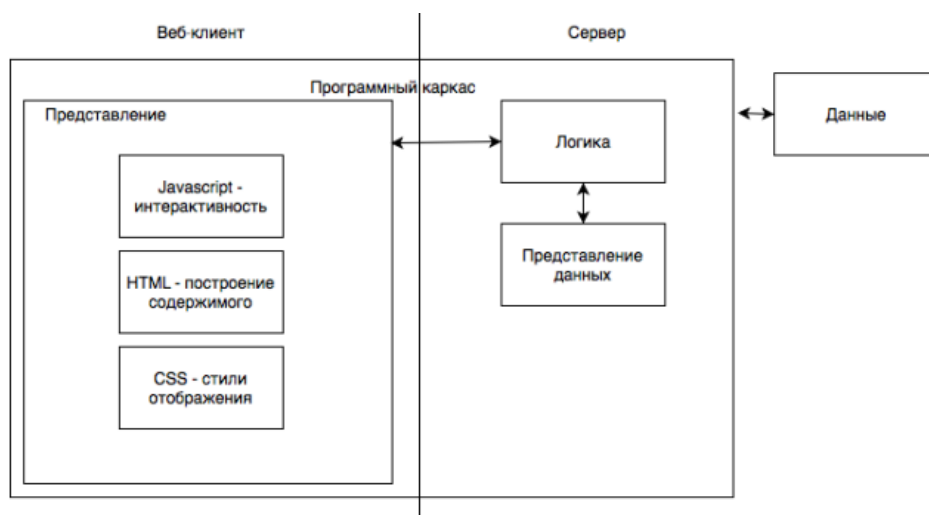 Веб-клиент
Сервер
Программный каркас
Представление
Javascript -
интерактивность
HTML - построение
содержимого
CSS - стили
отображения
Логика
Представление
данных
Данные